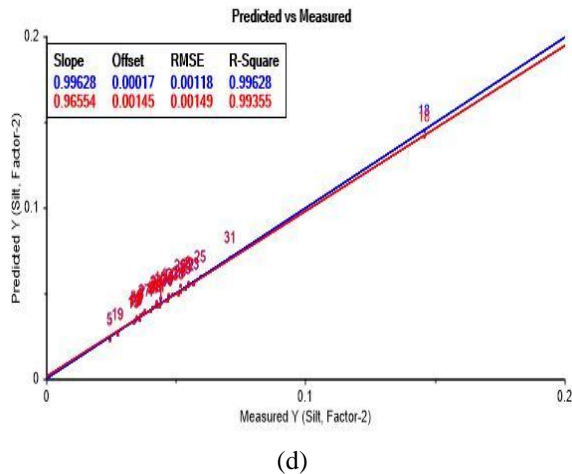 Predicted vs Measured
Slope Offset RMSE R-Square
0.99628 0.00017 0.00118 0.99628
0.96554 0.00145 0.00149 0.99355
0.1
0
18
18
31
25
5 19
0 0.1 0.2
Predicted Y (Silt, Factor-2)
Measured Y (Silt, Factor-2)
(d)